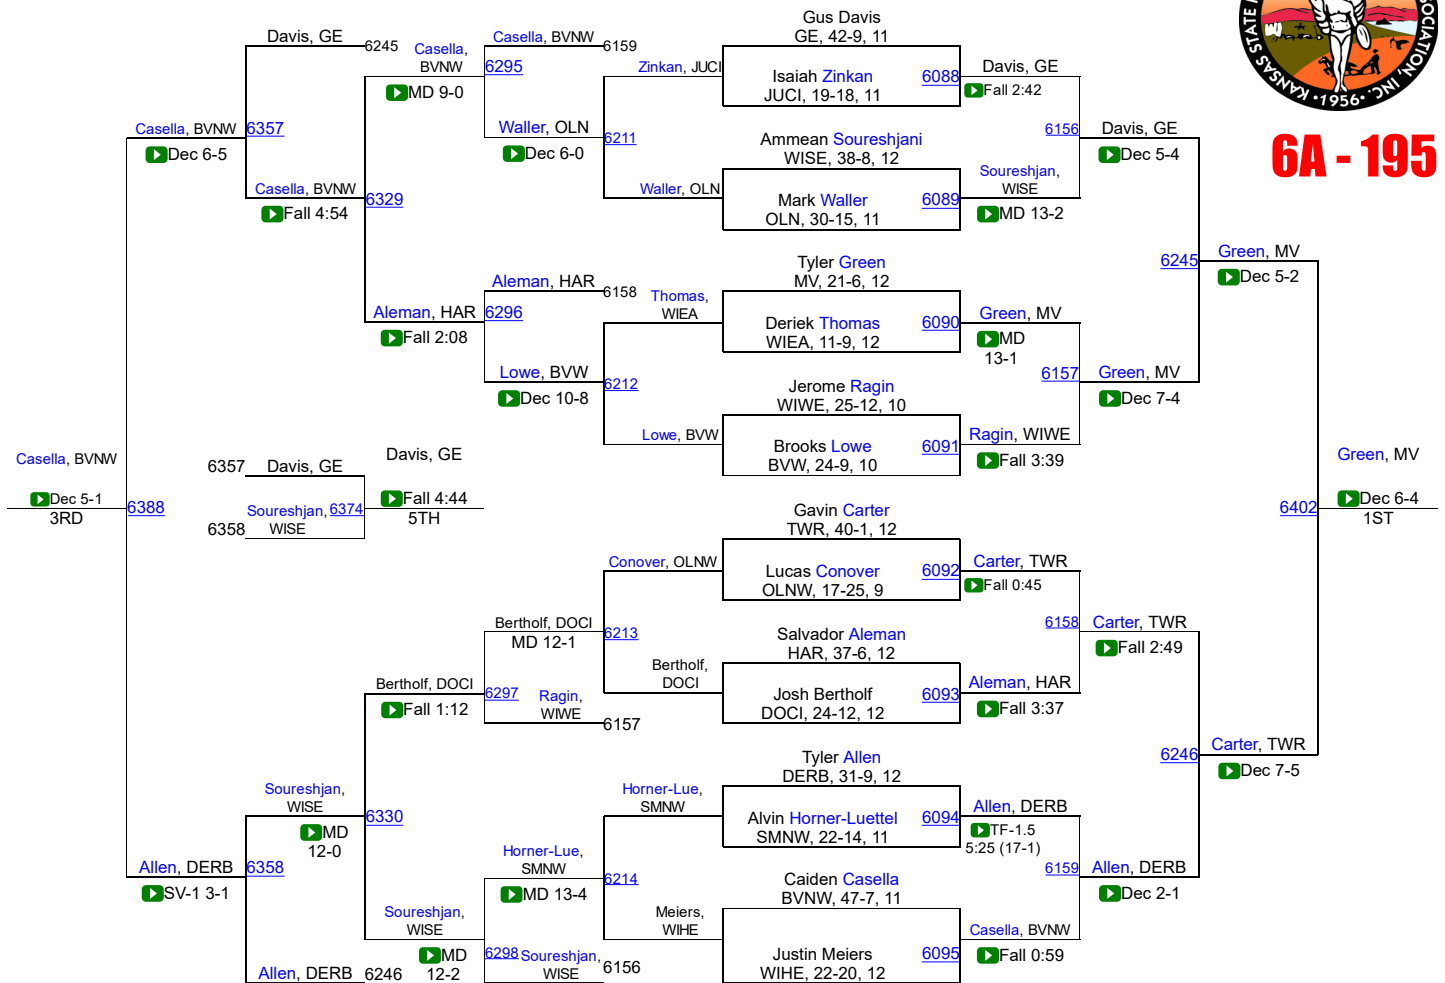 KANSAS STATE
SOCIATION, INC.
•1956•
6A - 195
Gus Davis
GE, 42-9, 11
Isaiah Zinkan
JUCI, 19-18, 11
6088
Ammean Soureshjani
WISE, 38-8, 12
Mark Waller
OLN, 30-15, 11
6089
Tyler Green
MV, 21-6, 12
Deriek Thomas
WIEA, 11-9, 12
6090
Jerome Ragin
WIWE, 25-12, 10
Brooks Lowe
BVW, 24-9, 10
6091
Gavin Carter
TWR, 40-1, 12
Lucas Conover
OLNW, 17-25, 9
6092
Salvador Aleman
HAR, 37-6, 12
Josh Bertholf
DOCI, 24-12, 12
6093
Tyler Allen
DERB, 31-9, 12
Alvin Horner-Luettel
SMNW, 22-14, 11
6094
Caiden Casella
BVNW, 47-7, 11
Justin Meiers
WIHE, 22-20, 12
6095
Davis, GE
Fall 2:42
6156
Soureshjan,
WISE
MD 13-2
Green, MV
MD
13-1
6157
Ragin, WIWE
Fall 3:39
Carter, TWR
Fall 0:45
6158
Aleman, HAR
Fall 3:37
Allen, DERB
TF-1.5
5:25 (17-1)
6159
Casella, BVNW
Fall 0:59
Davis, GE
Dec 5-4
6245
Green, MV
Dec 7-4
Carter, TWR
Fall 2:49
6246
Allen, DERB
Dec 2-1
Green, MV
Dec 5-2
6402
Carter, TWR
Dec 7-5
Green, MV
Dec 6-4
1ST
Zinkan, JUCI
6211
Waller, OLN
Thomas,
WIEA
6212
Lowe, BVW
Conover, OLNW
6213
Bertholf,
DOCI
Horner-Lue,
SMNW
6214
Meiers,
WIHE
Casella, BVNW
6159
6295
Waller, OLN
Dec 6-0
Aleman, HAR
6158
6296
Lowe, BVW
Dec 10-8
Bertholf, DOCI
MD 12-1
6297
Ragin,
WIWE
6157
Horner-Lue,
SMNW
MD 13-4
6298
Soureshjan,
WISE
6156
Casella,
BVNW
MD 9-0
6329
Aleman, HAR
Fall 2:08
Bertholf, DOCI
Fall 1:12
6330
Soureshjan,
WISE
MD
12-2
Davis, GE
6245
6357
Casella, BVNW
Fall 4:54
Soureshjan,
WISE
MD
12-0
6358
Allen, DERB
6246
Casella, BVNW
Dec 6-5
6388
Allen, DERB
SV-1 3-1
Casella, BVNW
Dec 5-1
3RD
6357
Davis, GE
6374
6358
Soureshjan,
WISE
Davis, GE
Fall 4:44
5TH